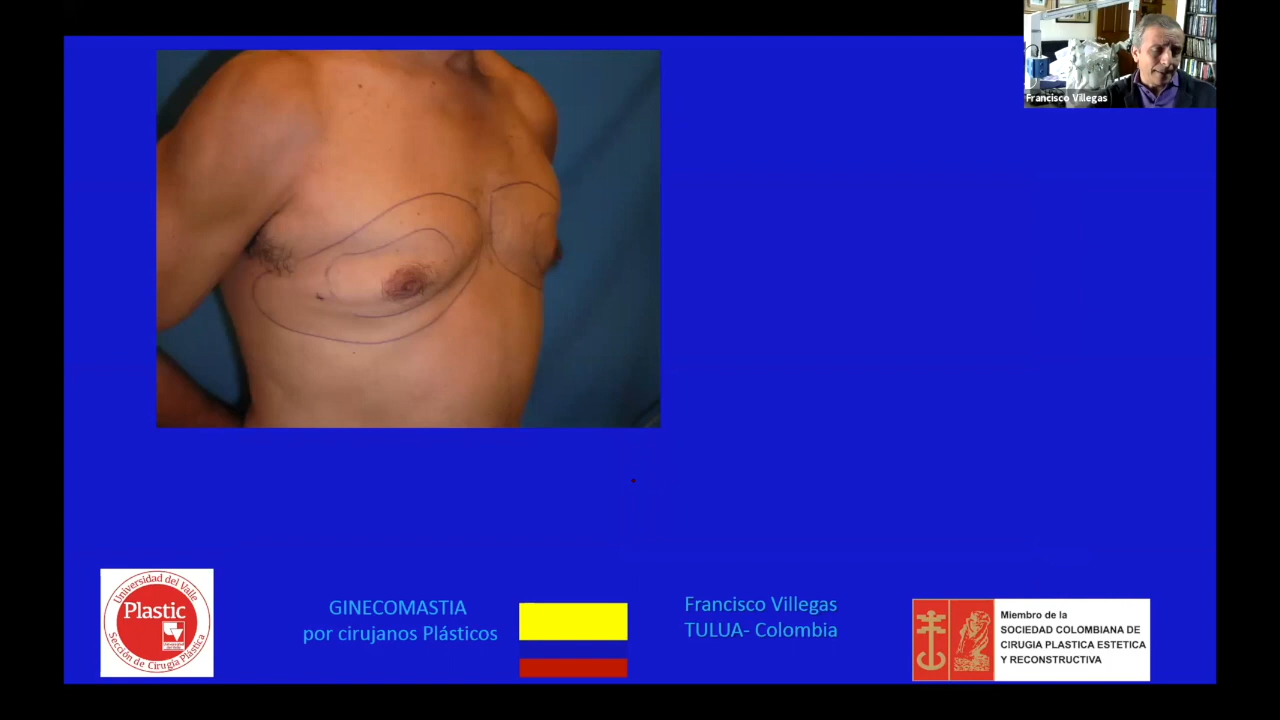 Francisco Villegas
Universidad del Valle
Plastic
Sección de Cirugía Plástica
GINECOMASTIA
por cirujanos Plásticos
Francisco Villegas
TULUA- Colombia
Miembro de la
SOCIEDAD COLOMBIANA DE
CIRUGIA PLASTICA ESTETICA
Y RECONSTRUCTIVA